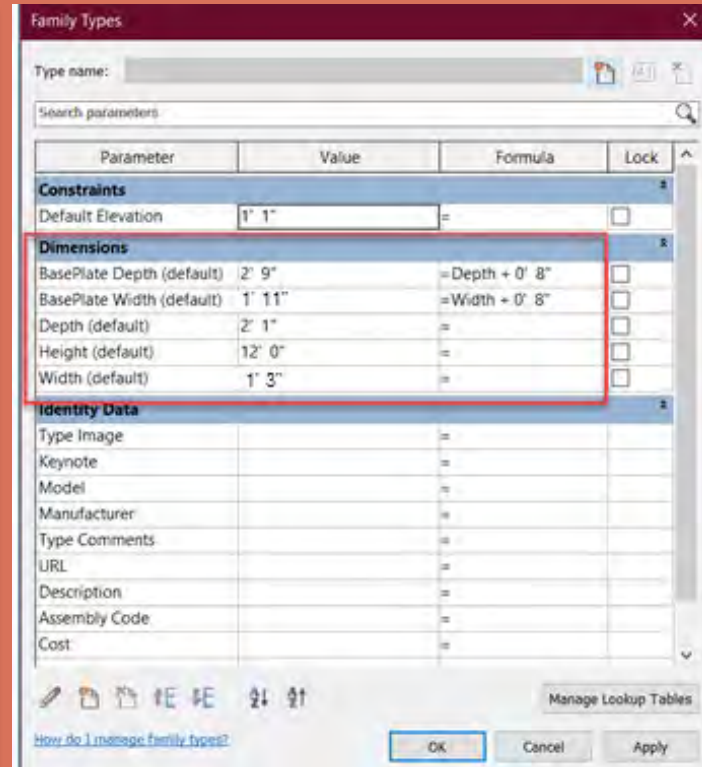 Family Types
Type name:
Search parameters
Parameter Value Formula Lock
Constraints
Default Elevation 1' 1" =
Dimensions
BasePlate Depth (default) 2' 9" =Depth + 0' 8"
BasePlate Width (default) 1' 11" =Width + 0' 8"
Depth (default) 2' 1" =
Height (default) 12' 0" =
Width (default) 1' 3" =
Identity Data
Type Image =
Keynote =
Model =
Manufacturer =
Type Comments =
URL =
Description =
Assembly Code =
Cost =
Manage Lookup Tables
How do I manage family types?
OK Cancel Apply